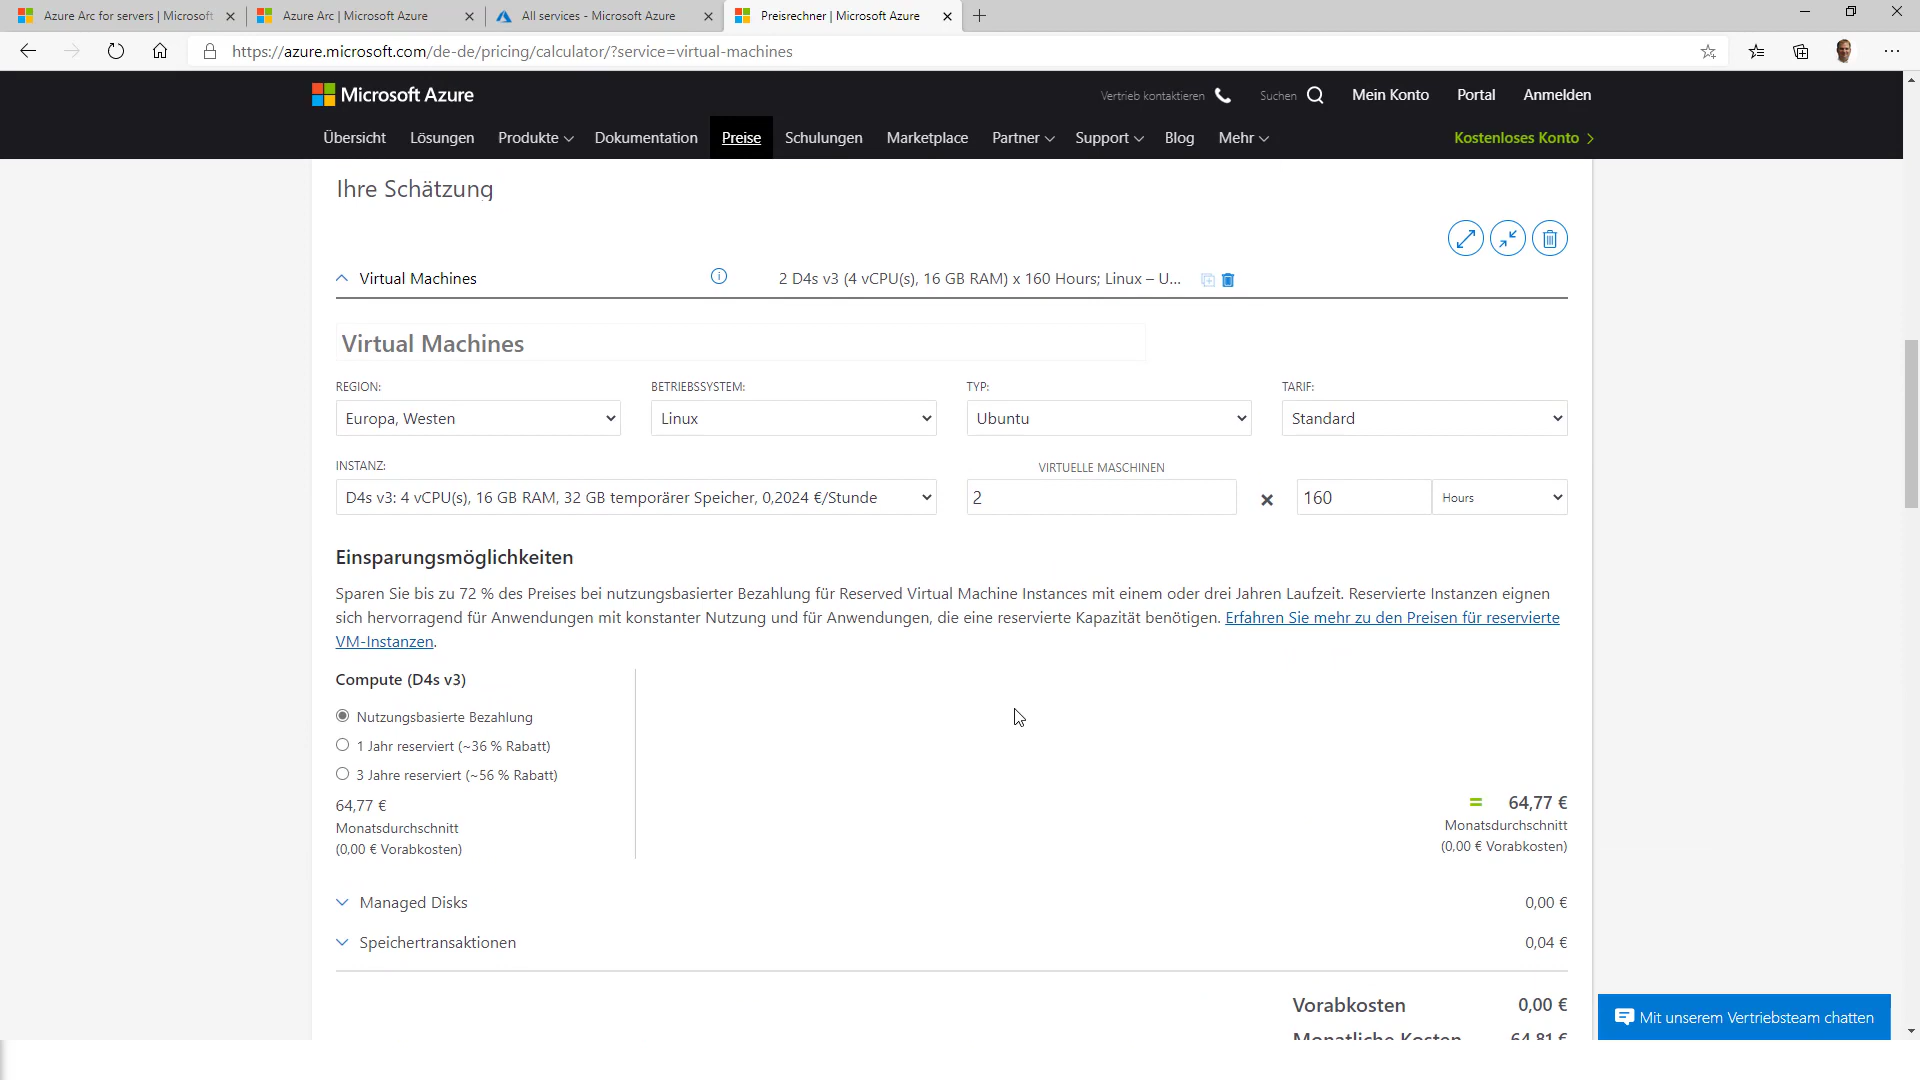 Azure Arc for servers | Microsoft
Azure Arc | Microsoft Azure
All services - Microsoft Azure
Preisrechner | Microsoft Azure
https://azure.microsoft.com/de-de/pricing/calculator/?service=virtual-machines
Microsoft Azure
Vertrieb kontaktieren
Suchen
Mein Konto
Portal
Anmelden
Übersicht
Lösungen
Produkte
Dokumentation
Preise
Schulungen
Marketplace
Partner
Support
Blog
Mehr
Kostenloses Konto
Ihre Schätzung
Virtual Machines
2 D4s v3 (4 vCPU(s), 16 GB RAM) x 160 Hours; Linux – U...
Virtual Machines
REGION:
BETRIEBSSYSTEM:
TYP:
TARIF:
Europa, Westen
Linux
Ubuntu
Standard
INSTANZ:
VIRTUELLE MASCHINEN
D4s v3: 4 vCPU(s), 16 GB RAM, 32 GB temporärer Speicher, 0,2024 €/Stunde
2
160
Hours
Einsparungsmöglichkeiten
Sparen Sie bis zu 72 % des Preises bei nutzungsbasierter Bezahlung für Reserved Virtual Machine Instances mit einem oder drei Jahren Laufzeit. Reservierte Instanzen eignen
sich hervorragend für Anwendungen mit konstanter Nutzung und für Anwendungen, die eine reservierte Kapazität benötigen. Erfahren Sie mehr zu den Preisen für reservierte
VM-Instanzen.
Compute (D4s v3)
Nutzungsbasierte Bezahlung
1 Jahr reserviert (~36 % Rabatt)
3 Jahre reserviert (~56 % Rabatt)
64,77 €
Monatsdurchschnitt
(0,00 € Vorabkosten)
= 64,77 €
Monatsdurchschnitt
(0,00 € Vorabkosten)
Managed Disks
0,00 €
Speichertransaktionen
0,04 €
Vorabkosten
0,00 €
Monatliche Kosten
64,81 €
Mit unserem Vertriebsteam chatten